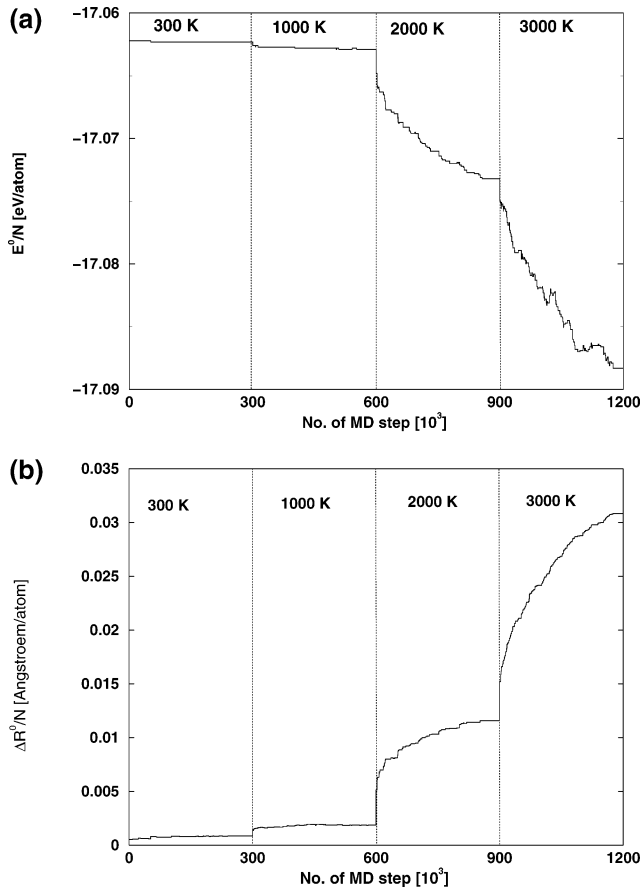 (a)
−17.06
300 K 1000 K 2000 K 3000 K
−17.07
E⁰/N [eV/atom]
−17.08
−17.09
0 300 600 900 1200
No. of MD step [10³]
(b)
0.035
300 K 1000 K 2000 K 3000 K
0.03
0.025
0.02
ΔR⁰/N [Angstroem/atom]
0.015
0.01
0.005
0
0 300 600 900 1200
No. of MD step [10³]